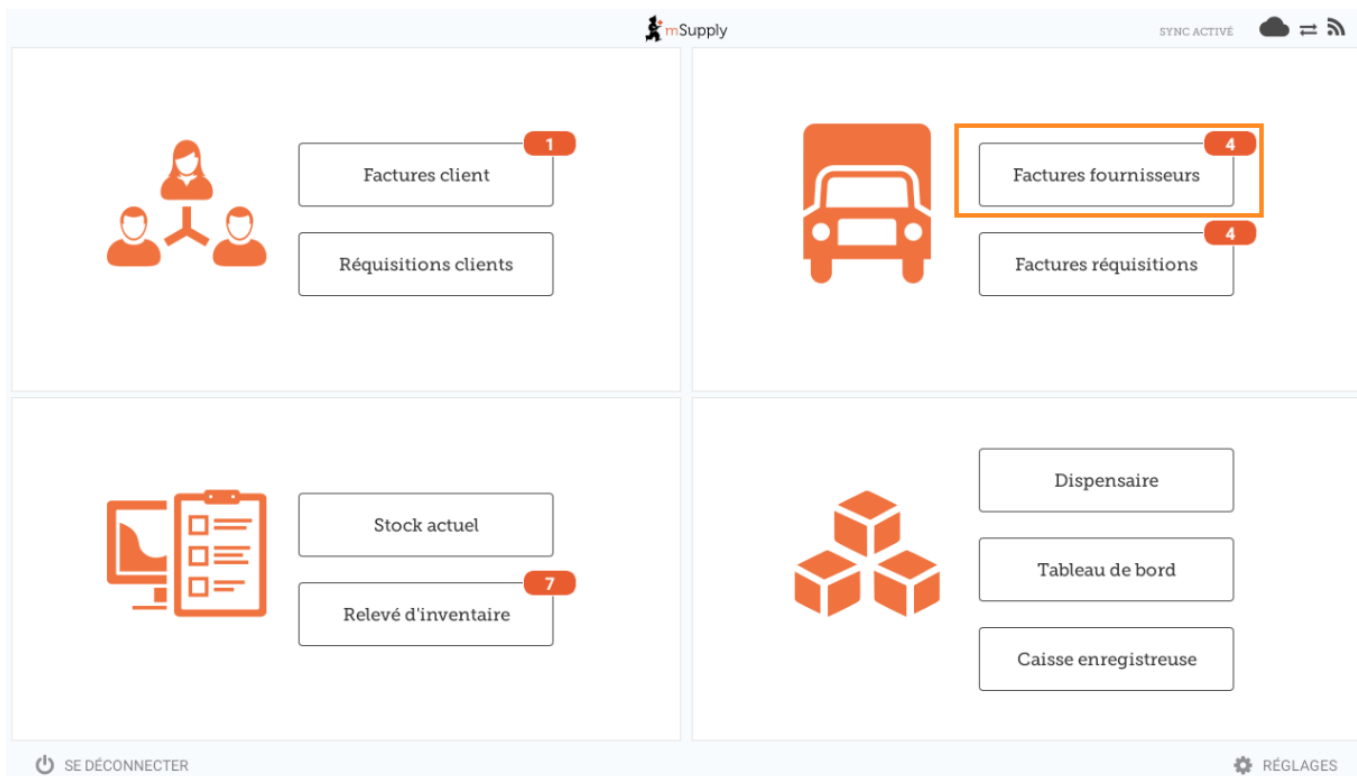 mSupply
SYNC ACTIVÉ
1
Factures client
Réquisitions clients
4
Factures fournisseurs
4
Factures réquisitions
Stock actuel
7
Relevé d'inventaire
Dispensaire
Tableau de bord
Caisse enregistreuse
SE DÉCONNECTER
RÉGLAGES